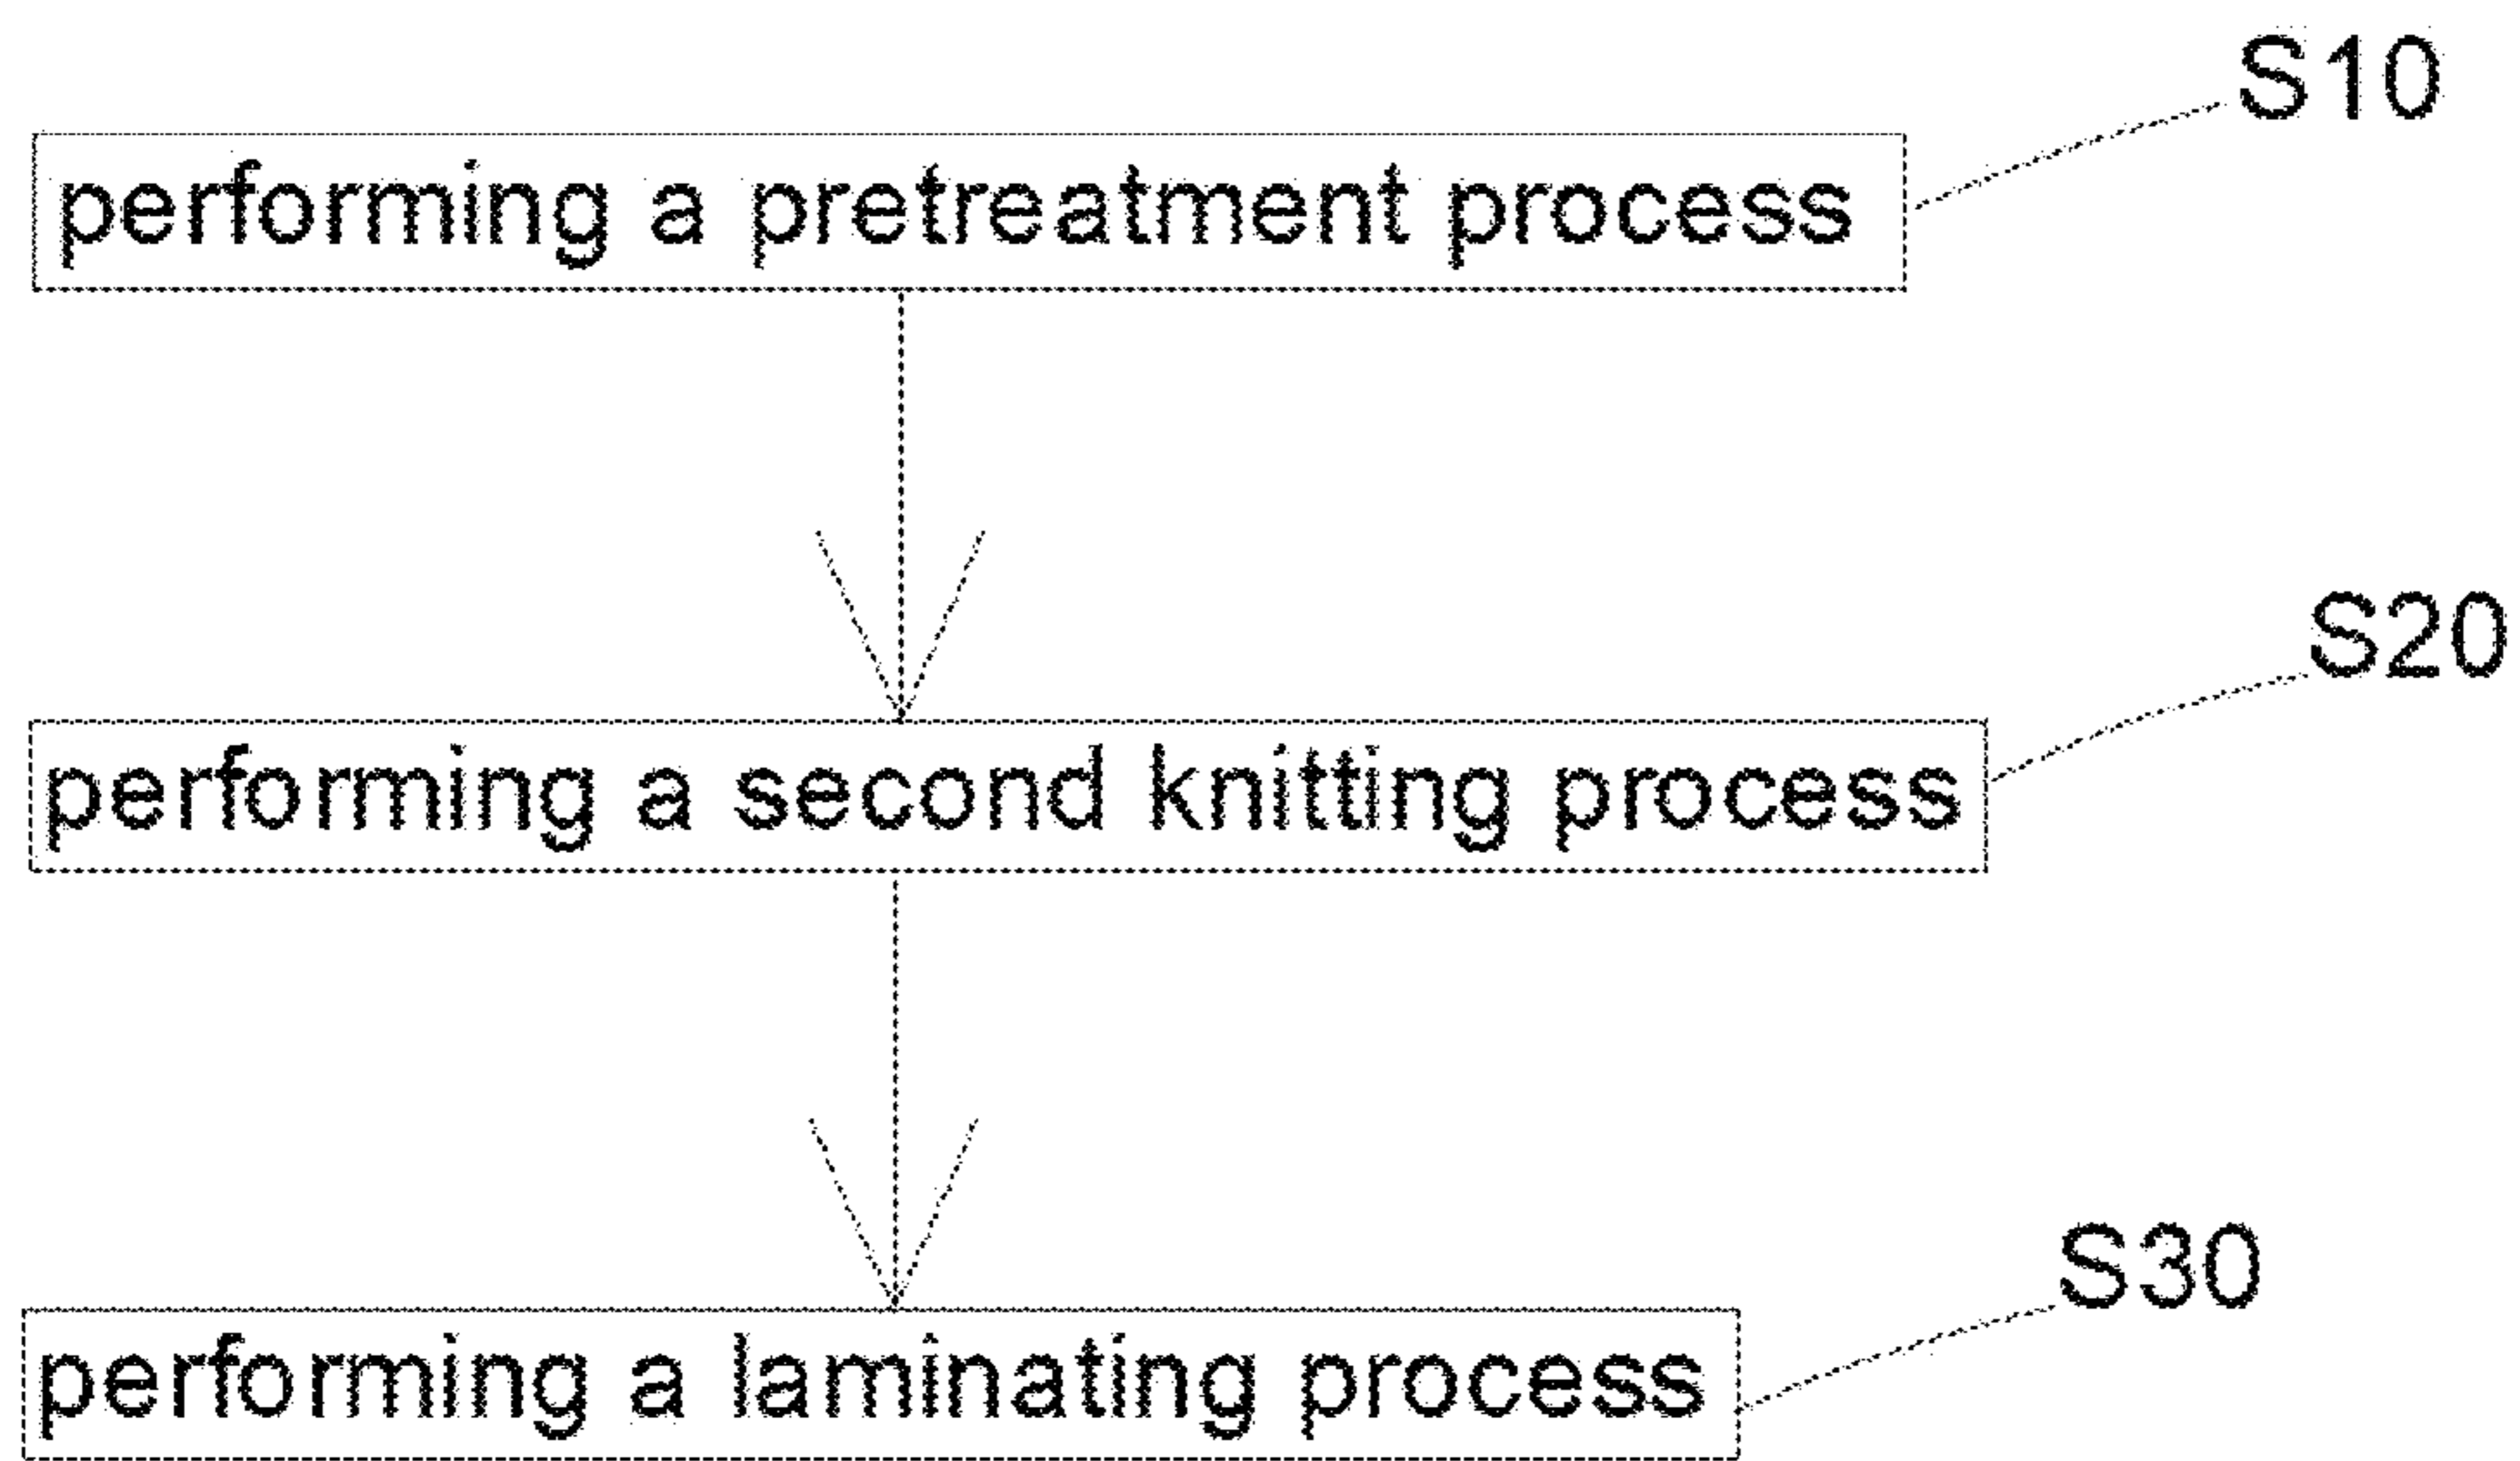 S10
performing a pretreatment process
S20
performing a second knitting process
S30
performing a laminating process